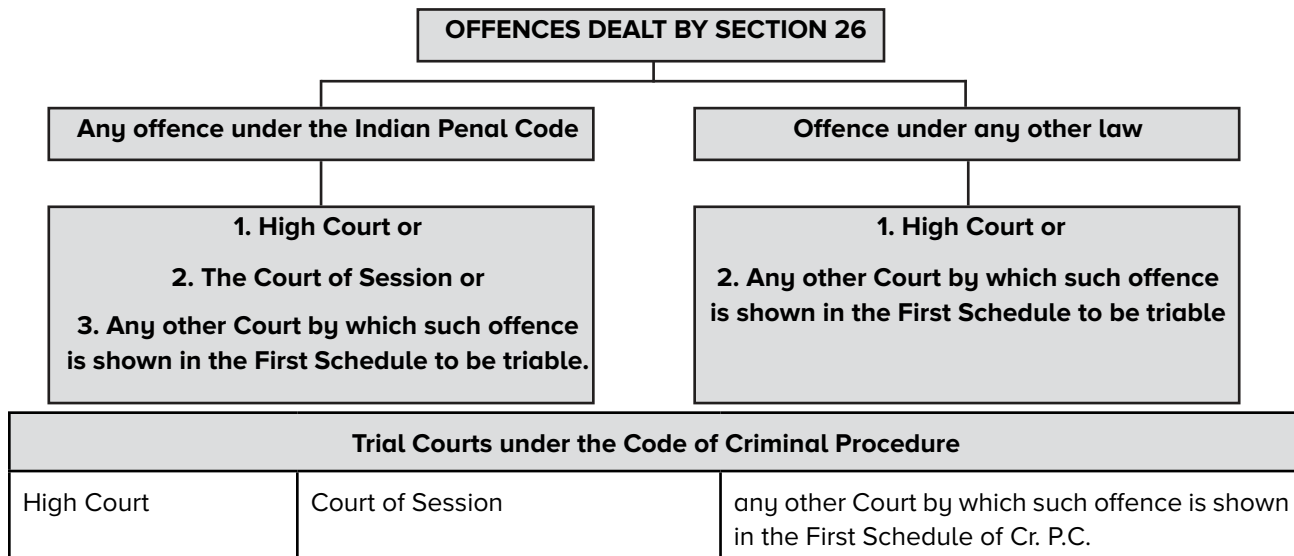 OFFENCES DEALT BY SECTION 26
Any offence under the Indian Penal Code
Offence under any other law
1. High Court or
2. The Court of Session or
3. Any other Court by which such offence
is shown in the First Schedule to be triable.
1. High Court or
2. Any other Court by which such offence
is shown in the First Schedule to be triable
Trial Courts under the Code of Criminal Procedure
High Court
Court of Session
any other Court by which such offence is shown
in the First Schedule of Cr. P.C.